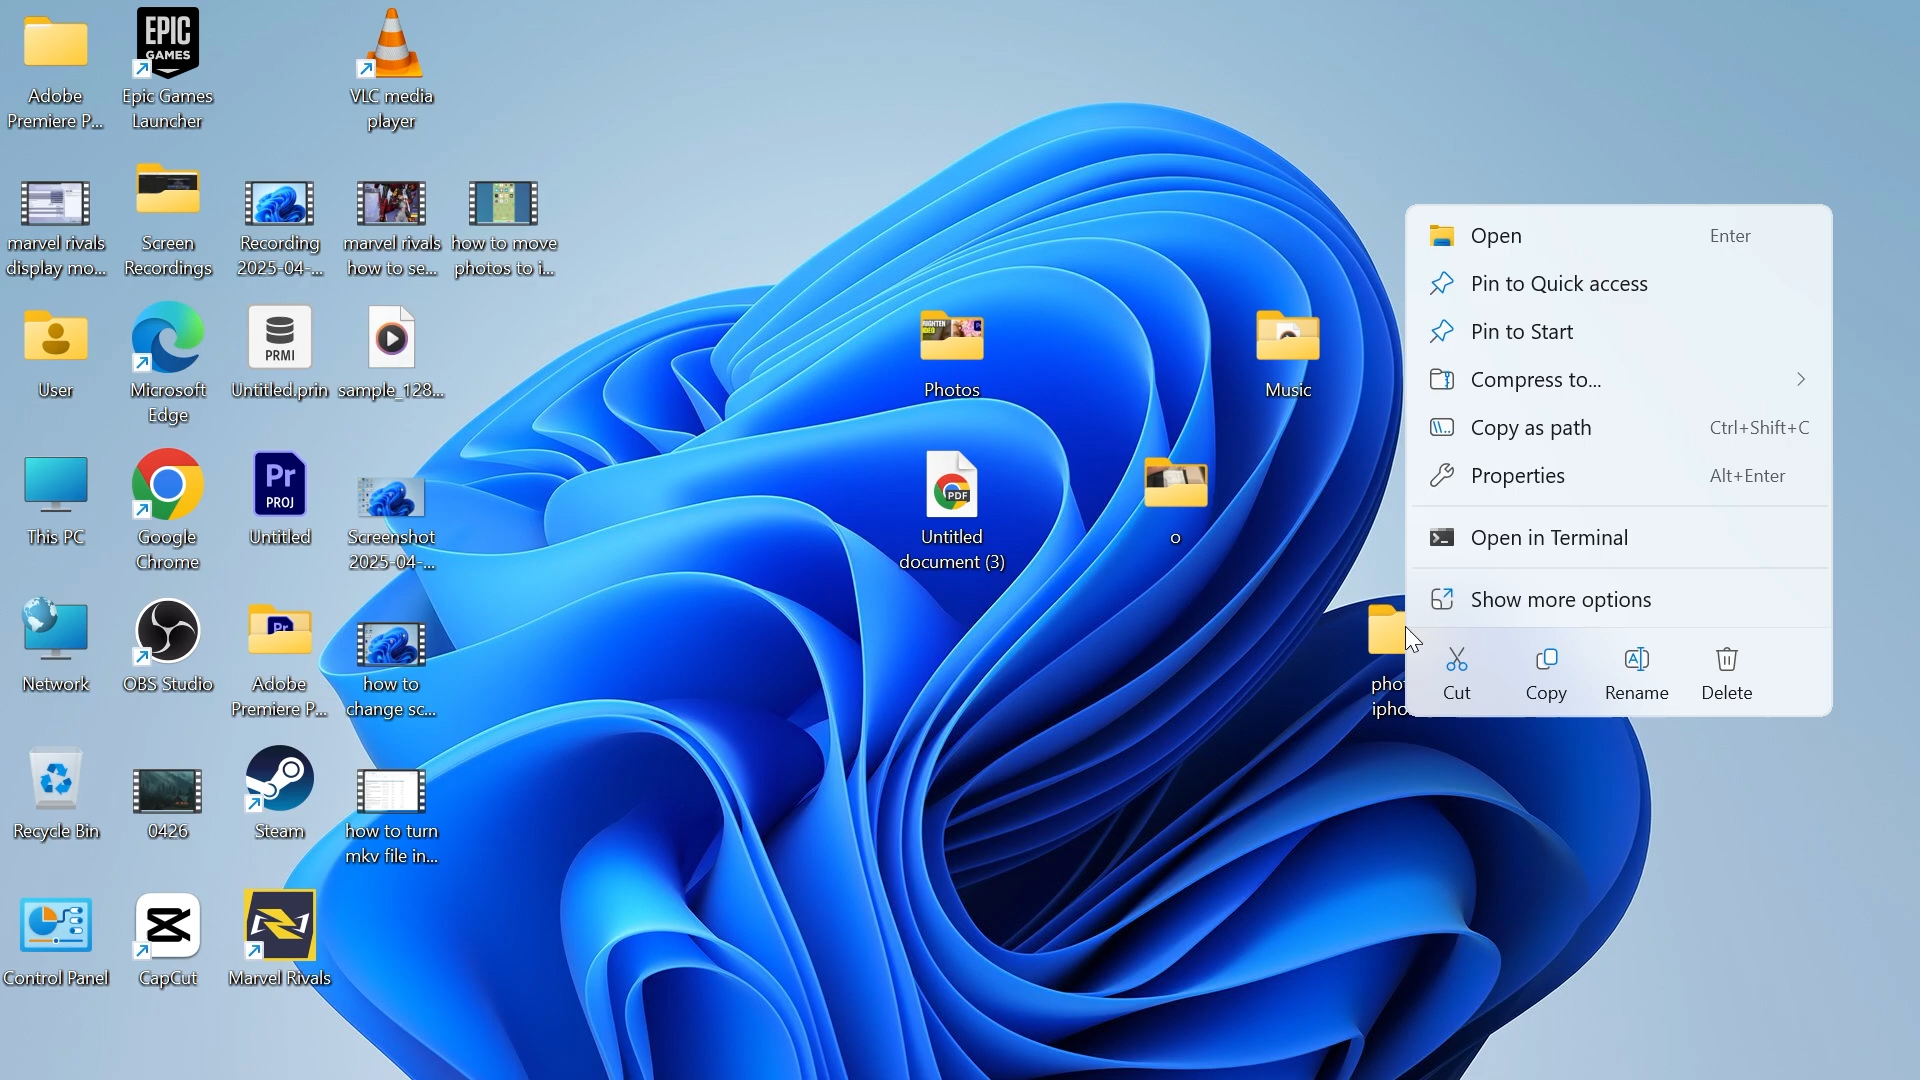 Adobe
Premiere P...
EPIC
GAMES
Epic Games
Launcher
VLC media
player
marvel rivals
display mo...
Screen
Recordings
Recording
2025-04-...
marvel rivals
how to se...
how to move
photos to i...
User
Microsoft
Edge
PRMI
Untitled.prin
sample_128...
Photos
Music
This PC
Google
Chrome
Pr
PROJ
Untitled
Screenshot
2025-04-...
PDF
Untitled
document (3)
o
Network
OBS Studio
Pr
Adobe
Premiere P...
how to
change sc...
Recycle Bin
0426
Steam
how to turn
mkv file in...
Control Panel
CapCut
Marvel Rivals
Open Enter
Pin to Quick access
Pin to Start
Compress to...
Copy as path Ctrl+Shift+C
Properties Alt+Enter
Open in Terminal
Show more options
Cut Copy Rename Delete